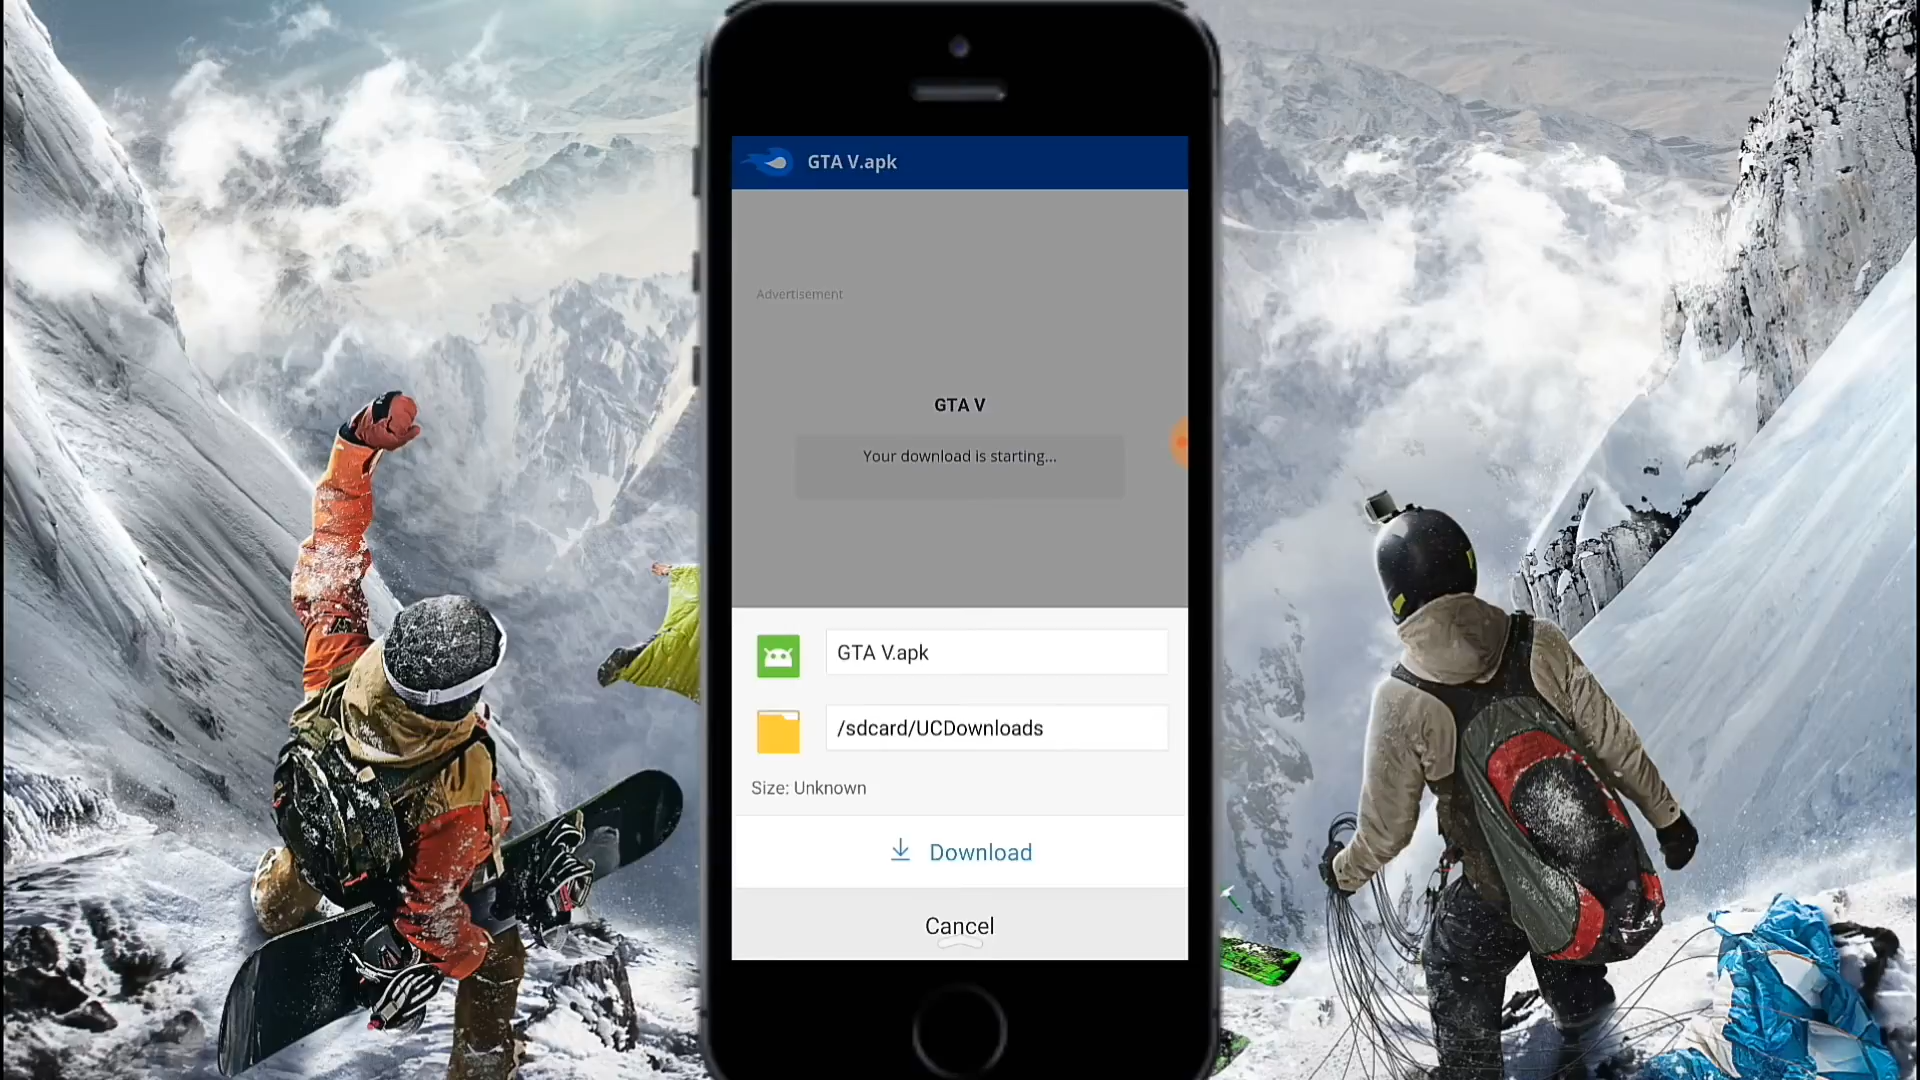 GTA V.apk
Advertisement
GTA V
Your download is starting...
GTA V.apk
/sdcard/UCDownloads
Size: Unknown
Download
Cancel